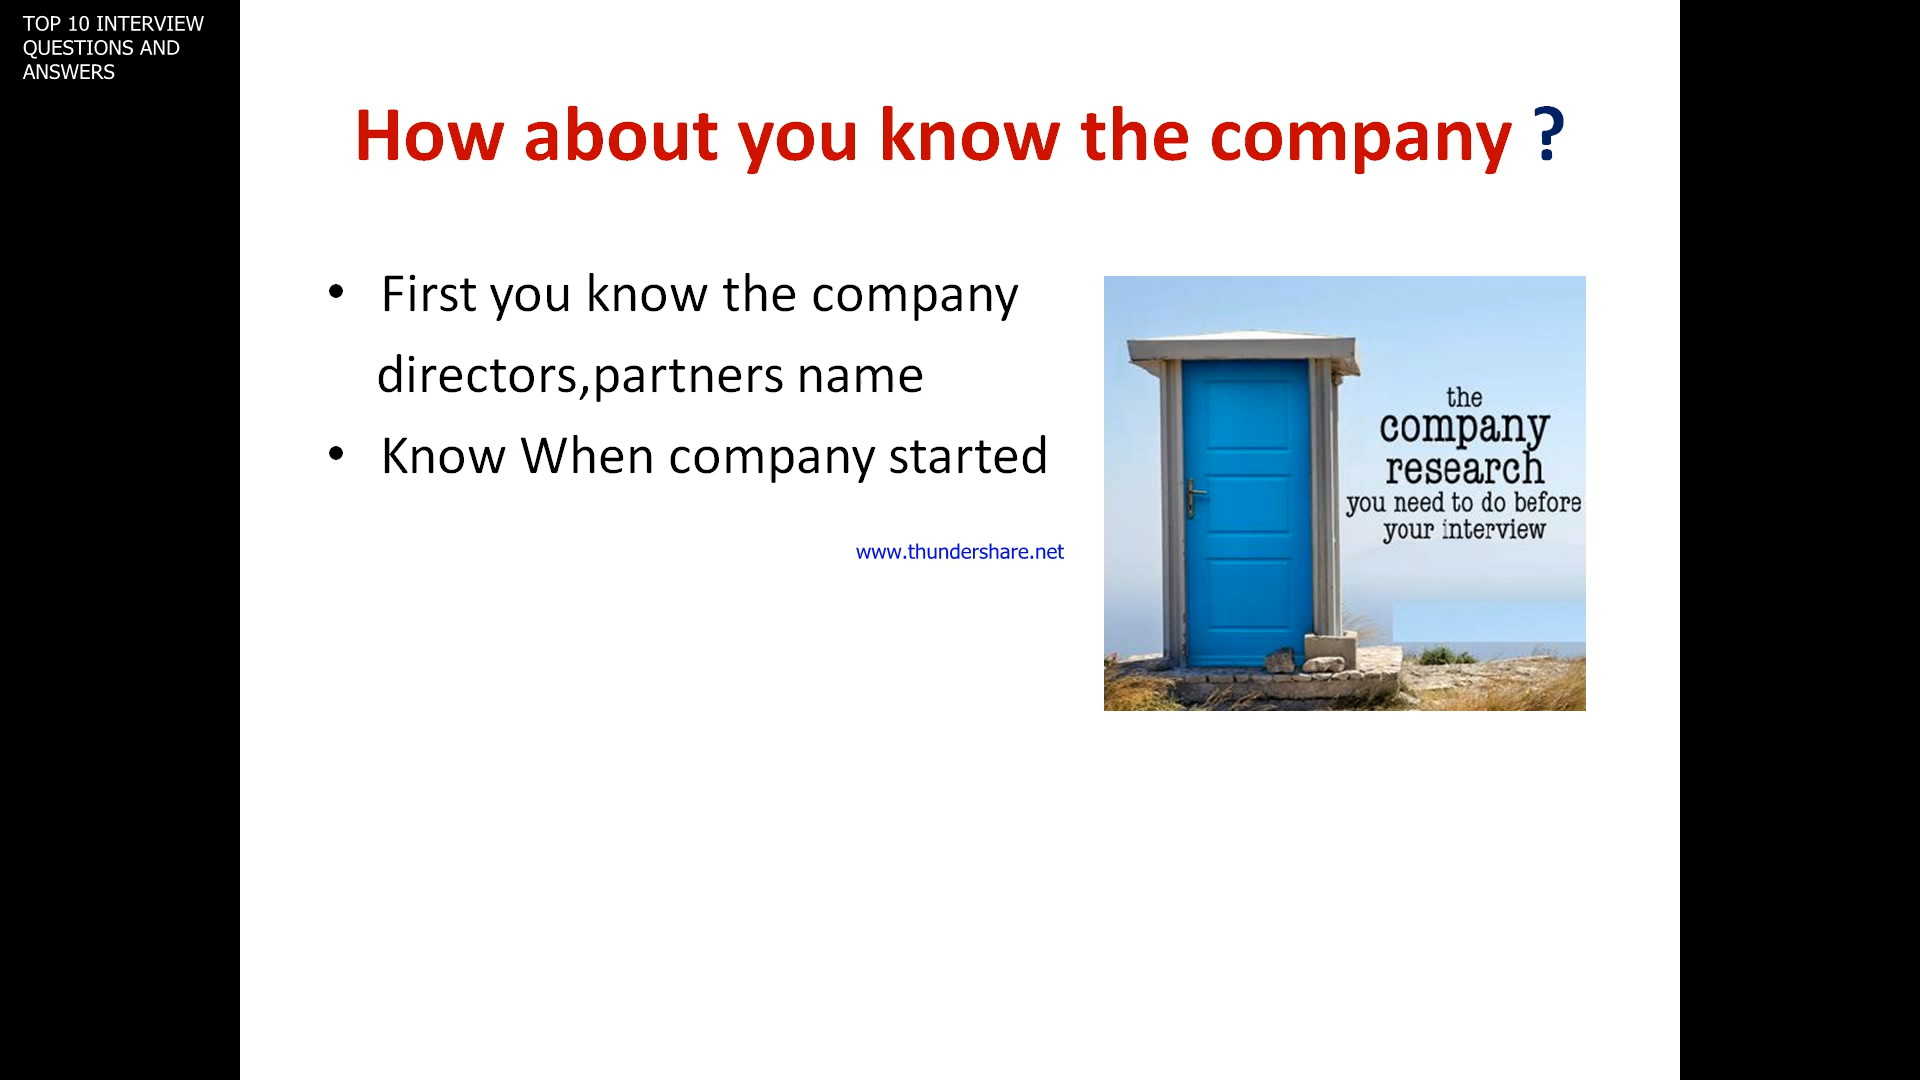 TOP 10 INTERVIEW
QUESTIONS AND
ANSWERS
How about you know the company ?
• First you know the company
directors,partners name
• Know When company started
www.thundershare.net
the
company
research
you need to do before
your interview